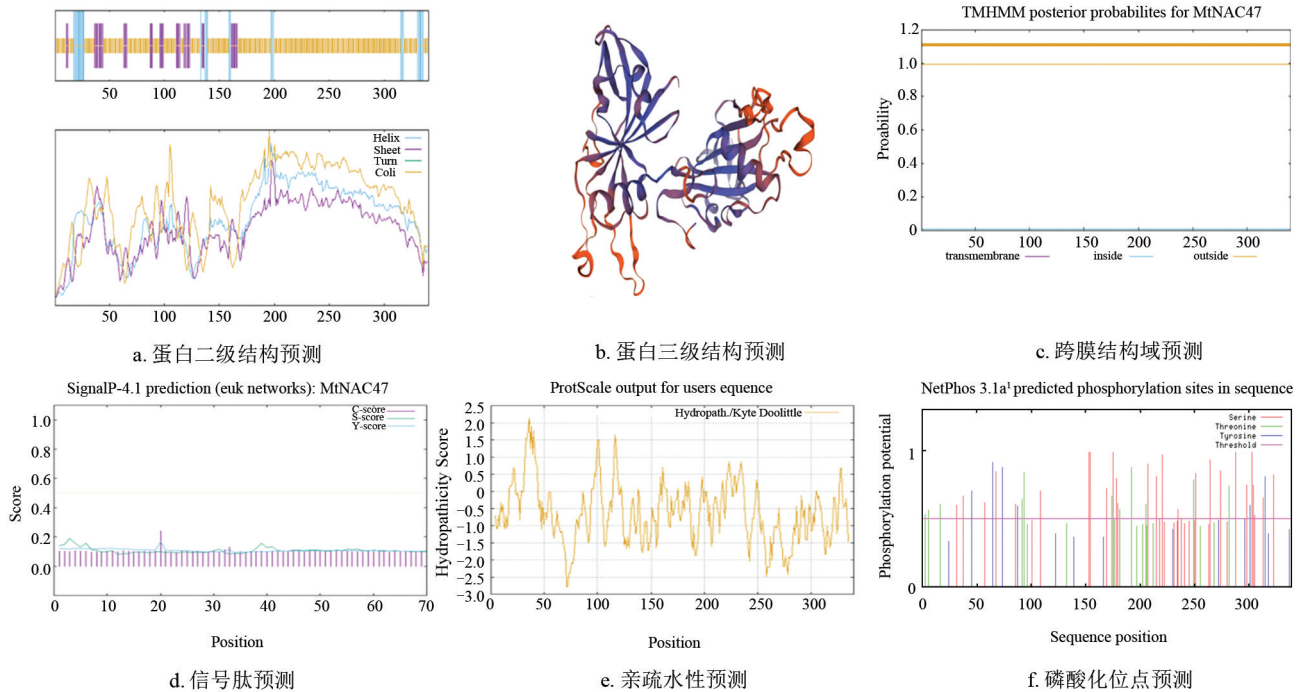 50 100 150 200 250 300
Helix
Sheet
Turn
Coli
50 100 150 200 250 300
a. 蛋白二级结构预测
b. 蛋白三级结构预测
TMHMM posterior probabilites for MtNAC47
Proability
1.2
1.0
0.8
0.6
0.4
0.2
0
50 100 150 200 250 300
transmembrane inside outside
c. 跨膜结构域预测
SignalP-4.1 prediction (euk networks): MtNAC47
C-score
S-score
Y-score
Score
1.0
0.8
0.6
0.4
0.2
0.0
0 10 20 30 40 50 60 70
Position
d. 信号肽预测
ProtScale output for users equence
Hydropath./Kyte Doolittle
Hydropathicity Score
2.5
2.0
1.5
1.0
0.5
0
−0.5
−1.0
−1.5
−2.0
−2.5
−3.0
0 50 100 150 200 250 300
Position
e. 亲疏水性预测
NetPhos 3.1a¹ predicted phosphorylation sites in sequence
Serine
Threonine
Tyrosine
Threshold
Phosphorylation potential
1
0
0 50 100 150 200 250 300
Sequence position
f. 磷酸化位点预测